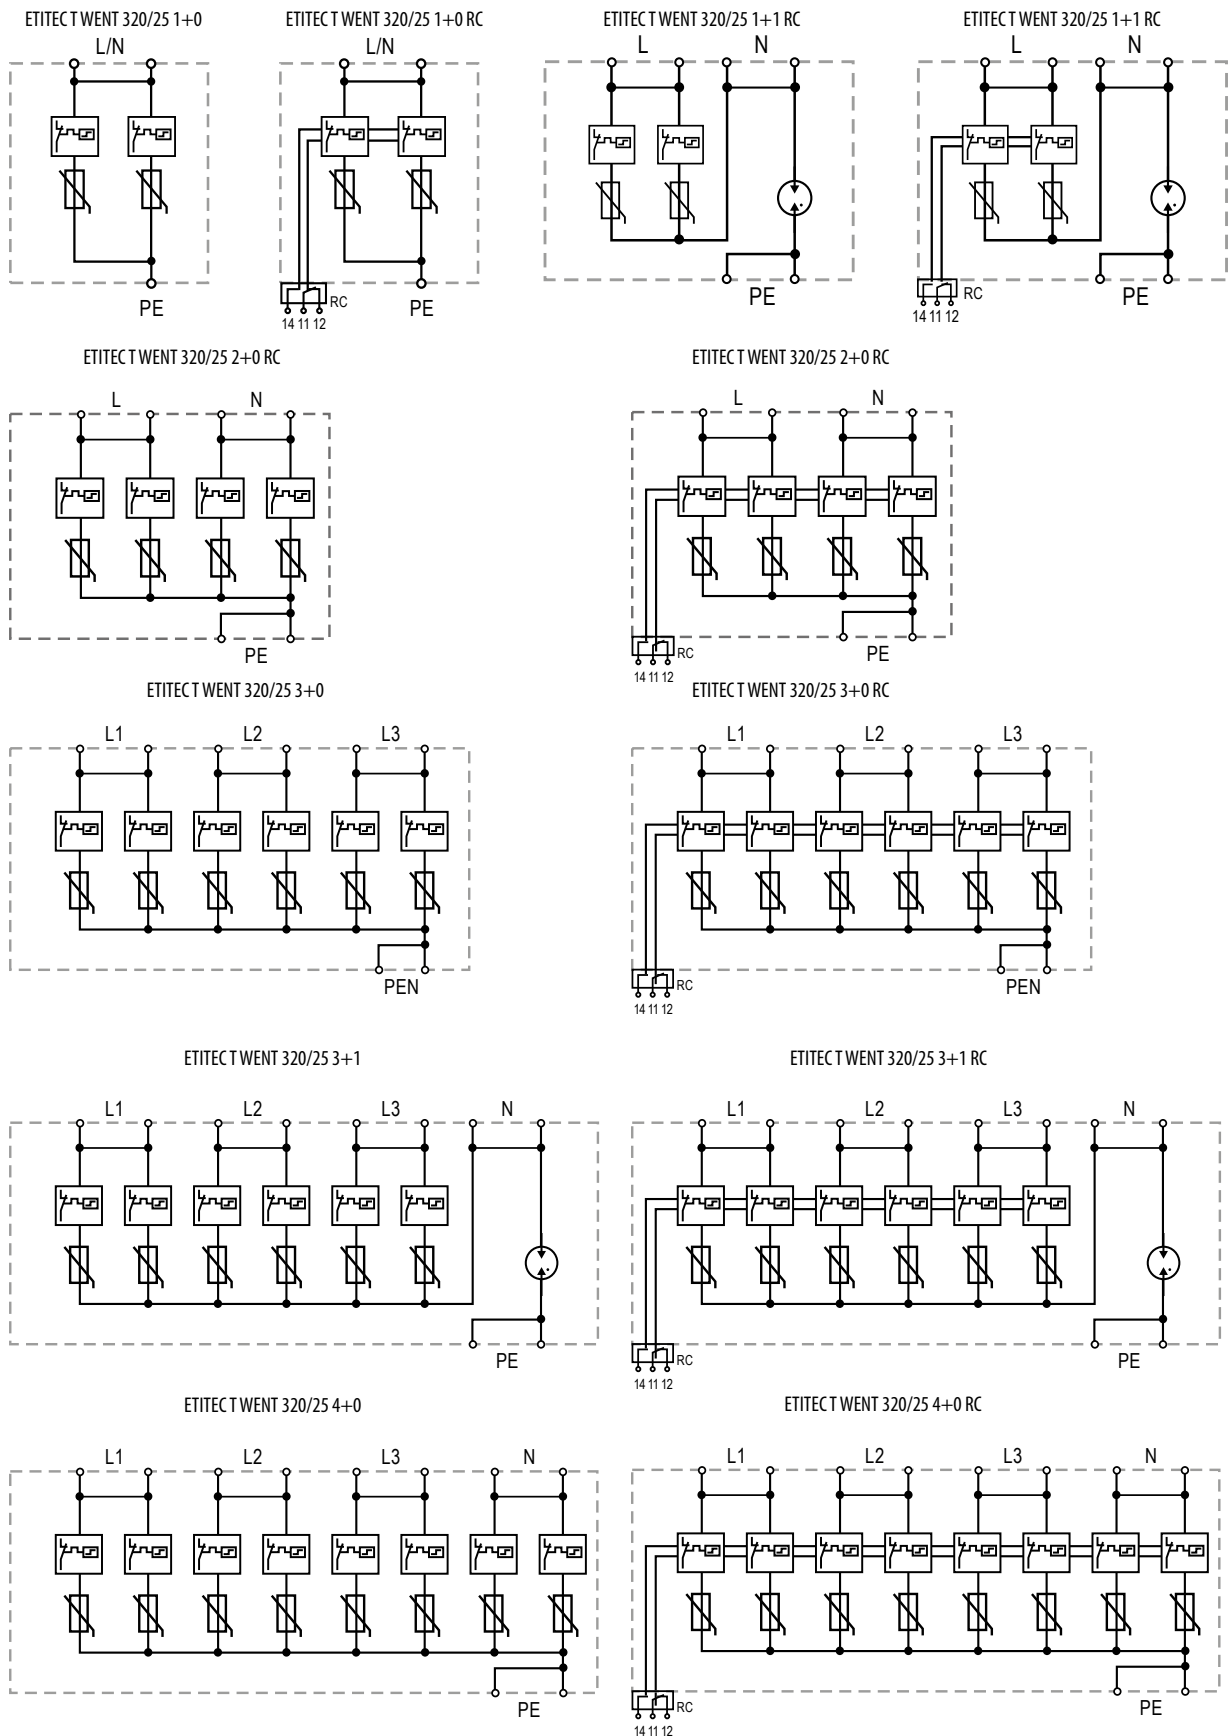 ETITEC T WENT 320/25 1+0
L/N
PE
ETITEC T WENT 320/25 1+0 RC
L/N
RC
14 11 12
PE
ETITEC T WENT 320/25 1+1 RC
L N
PE
ETITEC T WENT 320/25 1+1 RC
L N
RC
14 11 12
PE
ETITEC T WENT 320/25 2+0 RC
L N
PE
ETITEC T WENT 320/25 2+0 RC
L N
RC
14 11 12
PE
ETITEC T WENT 320/25 3+0
L1 L2 L3
PEN
ETITEC T WENT 320/25 3+0 RC
L1 L2 L3
RC
14 11 12
PEN
ETITEC T WENT 320/25 3+1
L1 L2 L3 N
PE
ETITEC T WENT 320/25 3+1 RC
L1 L2 L3 N
RC
14 11 12
PE
ETITEC T WENT 320/25 4+0
L1 L2 L3 N
PE
ETITEC T WENT 320/25 4+0 RC
L1 L2 L3 N
RC
14 11 12
PE